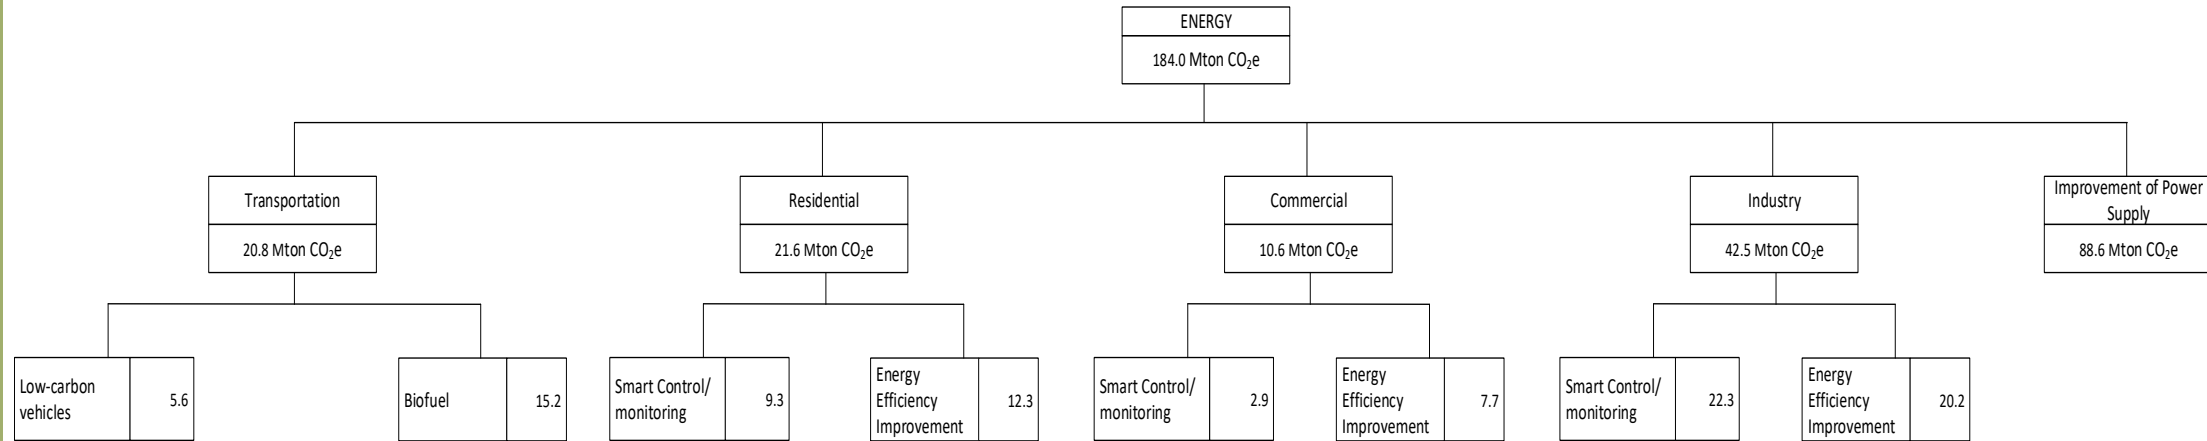 ENERGY
184.0 Mton CO₂e
Transportation
20.8 Mton CO₂e
Residential
21.6 Mton CO₂e
Commercial
10.6 Mton CO₂e
Industry
42.5 Mton CO₂e
Improvement of Power
Supply
88.6 Mton CO₂e
Low-carbon
vehicles
5.6
Biofuel
15.2
Smart Control/
monitoring
9.3
Energy
Efficiency
Improvement
12.3
Smart Control/
monitoring
2.9
Energy
Efficiency
Improvement
7.7
Smart Control/
monitoring
22.3
Energy
Efficiency
Improvement
20.2